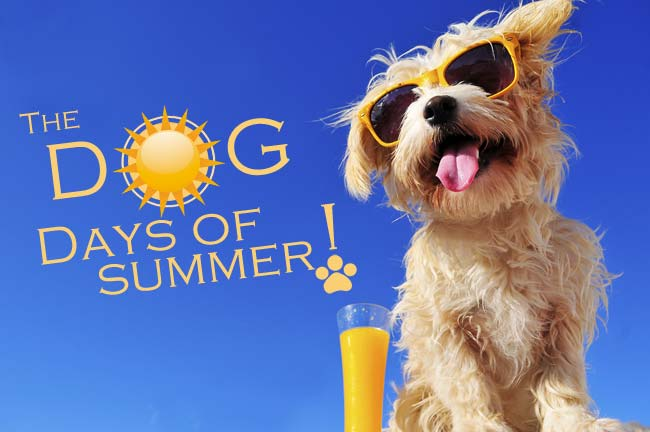 THE
DOG
DAYS OF
SUMMER!